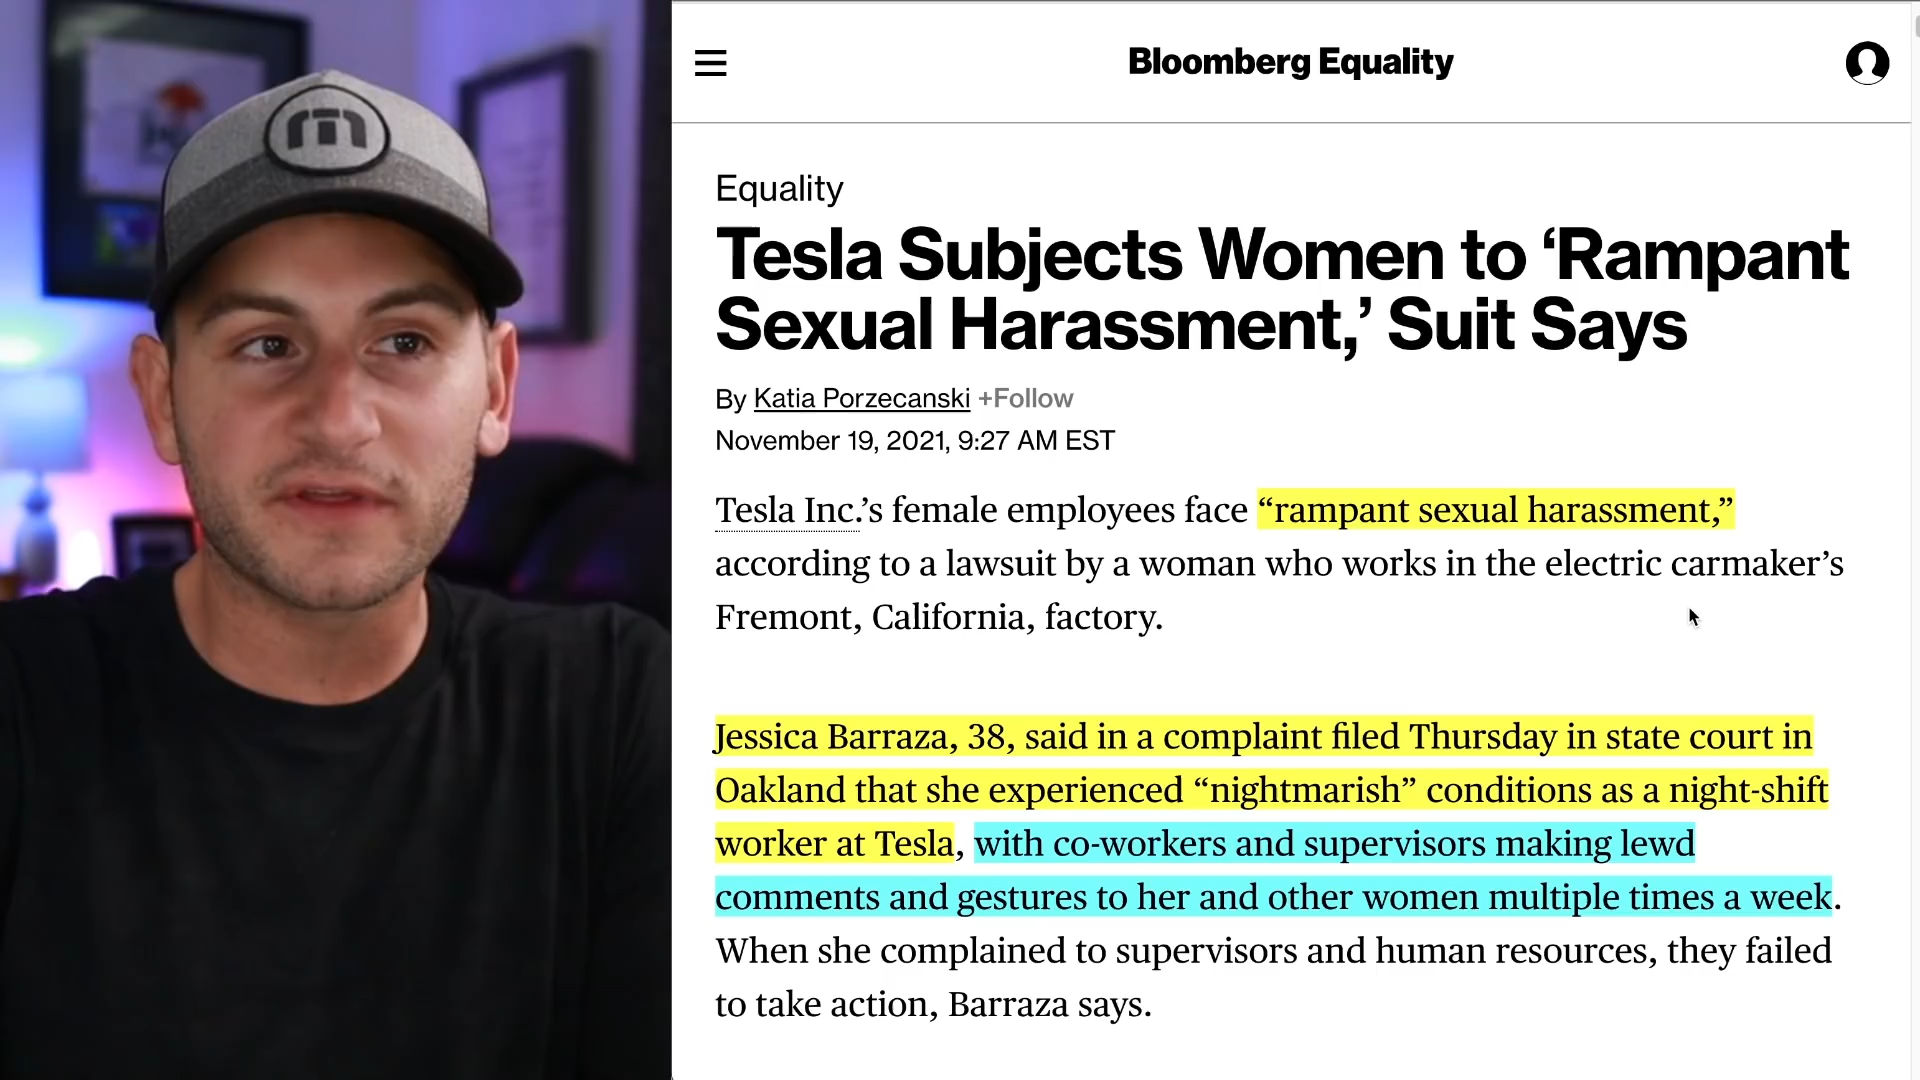 Bloomberg Equality
Equality
Tesla Subjects Women to ‘Rampant
Sexual Harassment,’ Suit Says
By Katia Porzecanski +Follow
November 19, 2021, 9:27 AM EST
Tesla Inc.’s female employees face “rampant sexual harassment,”
according to a lawsuit by a woman who works in the electric carmaker’s
Fremont, California, factory.
Jessica Barraza, 38, said in a complaint filed Thursday in state court in
Oakland that she experienced “nightmarish” conditions as a night-shift
worker at Tesla, with co-workers and supervisors making lewd
comments and gestures to her and other women multiple times a week.
When she complained to supervisors and human resources, they failed
to take action, Barraza says.